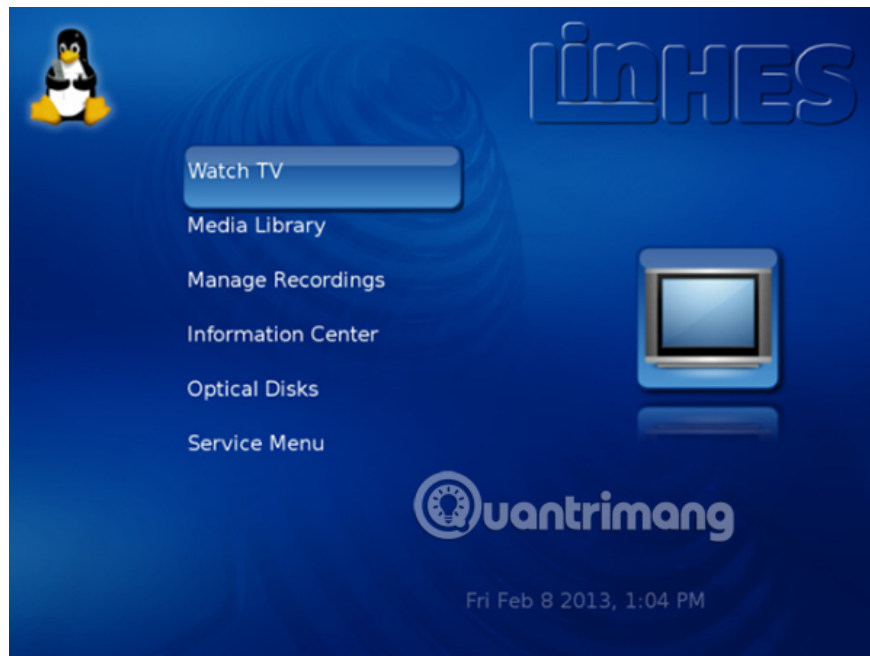 LinHES
Watch TV
Media Library
Manage Recordings
Information Center
Optical Disks
Service Menu
Quantrimang
Fri Feb 8 2013, 1:04 PM